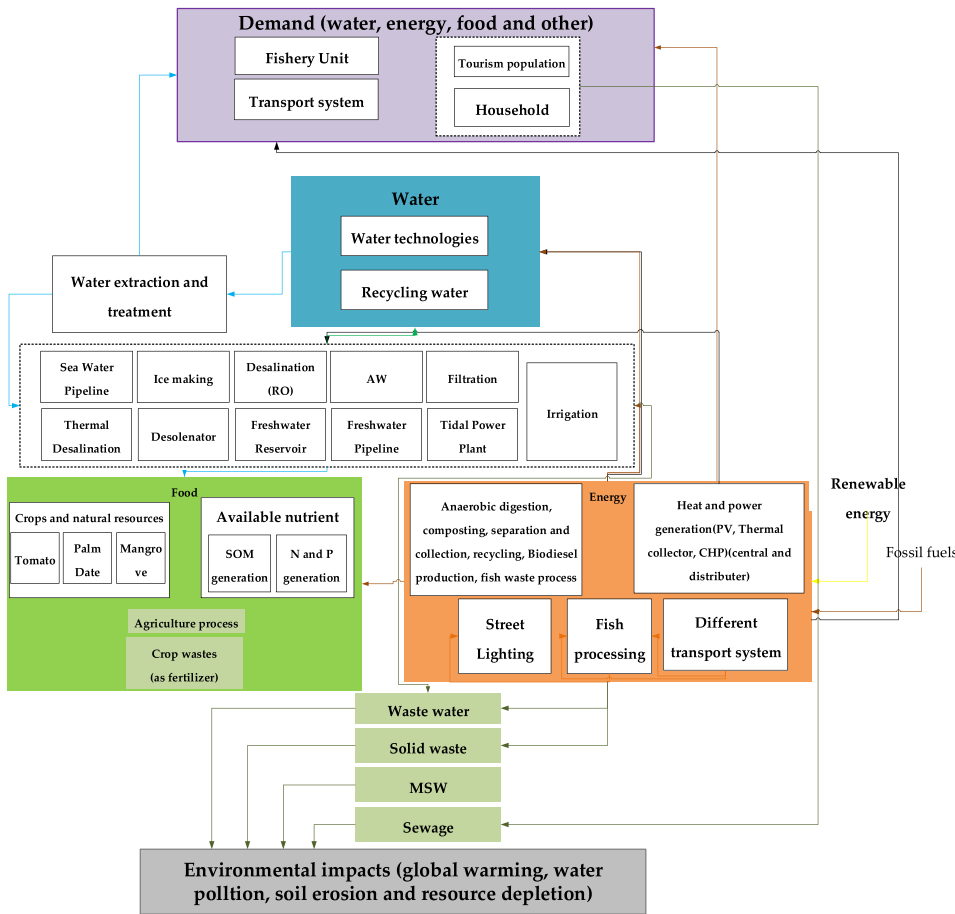 Demand (water, energy, food and other)
Fishery Unit
Transport system
Tourism population
Household
Water
Water technologies
Recycling water
Water extraction and
treatment
Sea Water
Pipeline
Ice making
Desalination
(RO)
AW
Filtration
Irrigation
Thermal
Desalination
Desolenator
Freshwater
Reservoir
Freshwater
Pipeline
Tidal Power
Plant
Food
Crops and natural resources
Tomato
Palm
Date
Mangro
ve
Available nutrient
SOM
generation
N and P
generation
Agriculture process
Crop wastes
(as fertilizer)
Energy
Anaerobic digestion,
composting, separation and
collection, recycling, Biodiesel
production, fish waste process
Heat and power
generation(PV, Thermal
collector, CHP)(central and
distributer)
Street
Lighting
Fish
processing
Different
transport system
Renewable
energy
Fossil fuels
Waste water
Solid waste
MSW
Sewage
Environmental impacts (global warming, water
polltion, soil erosion and resource depletion)